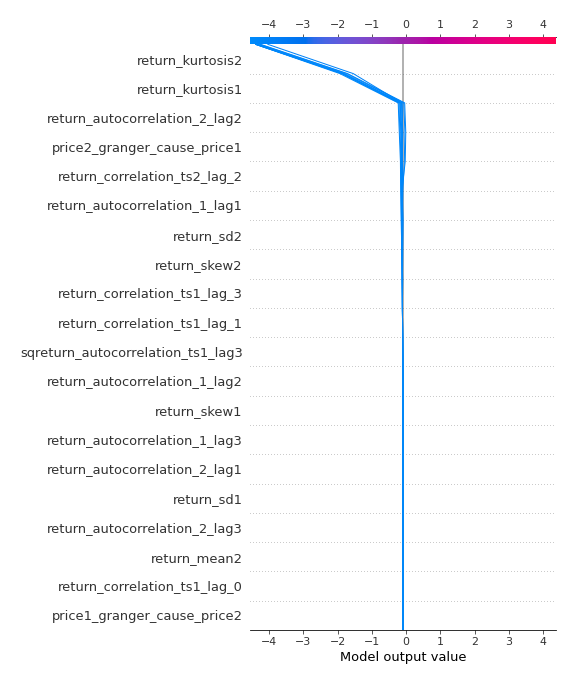 −4 −3 −2 −1 0 1 2 3 4
return_kurtosis2
return_kurtosis1
return_autocorrelation_2_lag2
price2_granger_cause_price1
return_correlation_ts2_lag_2
return_autocorrelation_1_lag1
return_sd2
return_skew2
return_correlation_ts1_lag_3
return_correlation_ts1_lag_1
sqreturn_autocorrelation_ts1_lag3
return_autocorrelation_1_lag2
return_skew1
return_autocorrelation_1_lag3
return_autocorrelation_2_lag1
return_sd1
return_autocorrelation_2_lag3
return_mean2
return_correlation_ts1_lag_0
price1_granger_cause_price2
−4 −3 −2 −1 0 1 2 3 4
Model output value